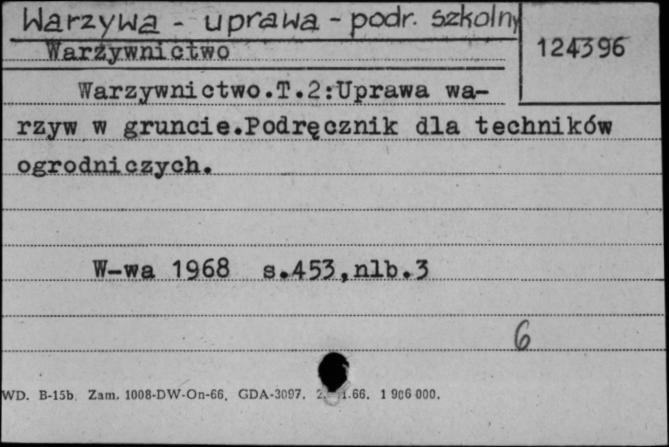 Warzywa - uprawa - podr. szkolny
Warzywnictwo
124396
Warzywnictwo.T.2:Uprawa wa-
rzyw w gruncie.Podręcznik dla techników
ogrodniczych.
W-wa 1968 s.453,nlb.3
6
WD. B-15b. Zam. 1008-DW-On-66. GDA-3097. 1.66. 1 906 000.